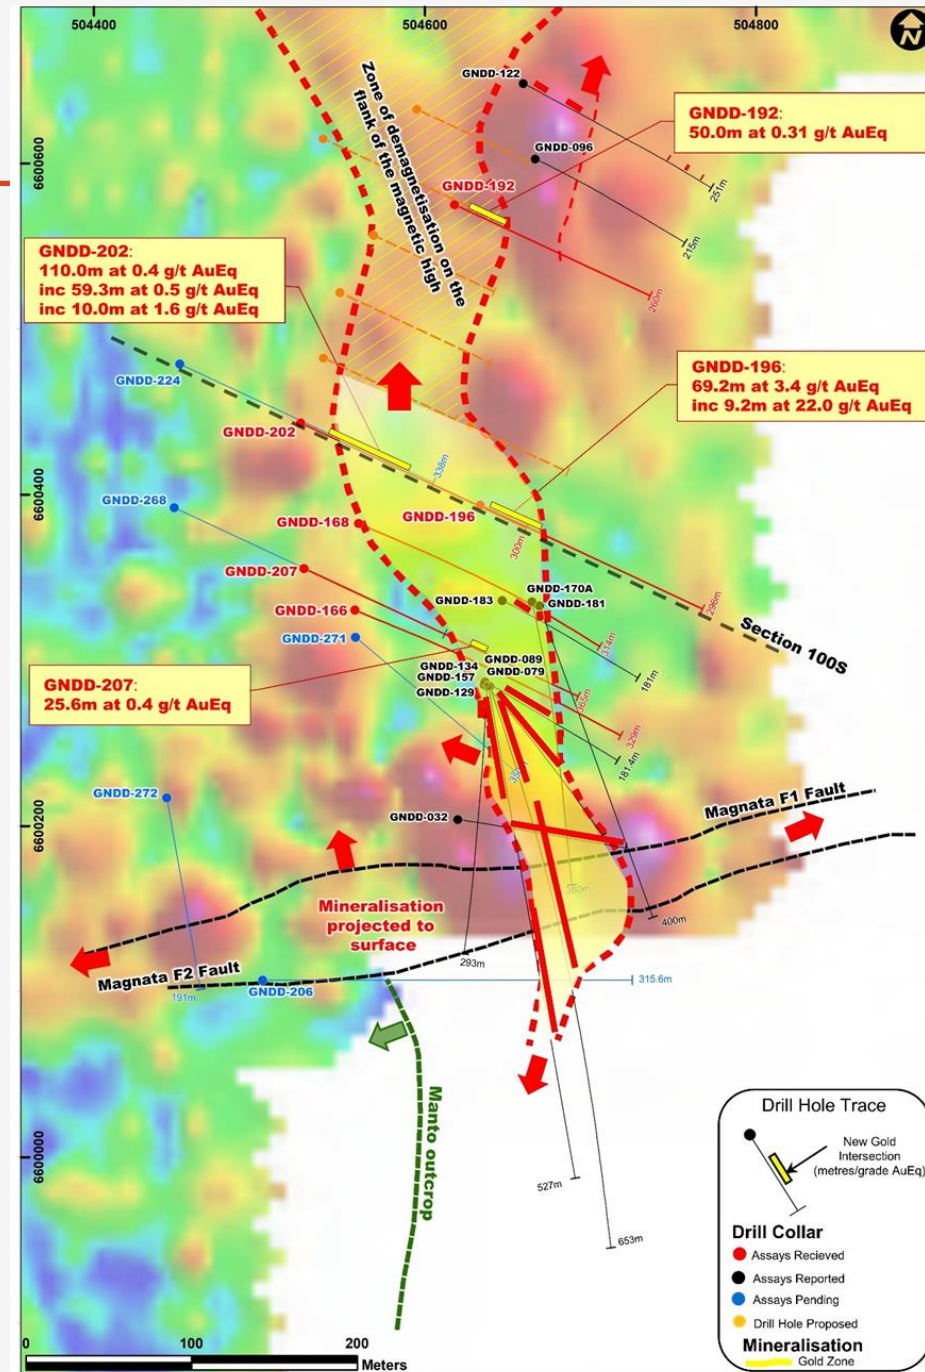 504400
504600
504800
N
GNDD-122
Zone of demagnetisation on the
flank of the magnetic high
GNDD-192:
50.0m at 0.31 g/t AuEq
GNDD-096
6600600
GNDD-192
251m
215m
260m
GNDD-202:
110.0m at 0.4 g/t AuEq
inc 59.3m at 0.5 g/t AuEq
inc 10.0m at 1.6 g/t AuEq
GNDD-196:
69.2m at 3.4 g/t AuEq
inc 9.2m at 22.0 g/t AuEq
GNDD-224
GNDD-202
338m
6600400
GNDD-268
GNDD-168
GNDD-196
300m
GNDD-207
GNDD-170A
GNDD-183
GNDD-181
296m
GNDD-166
GNDD-271
314m
Section 100S
181m
GNDD-134
GNDD-089
GNDD-157
GNDD-079
GNDD-129
GNDD-207:
25.6m at 0.4 g/t AuEq
365m
329m
181.4m
GNDD-272
Magnata F1 Fault
6600200
GNDD-032
380m
Mineralisation
projected to
surface
400m
293m
Magnata F2 Fault
191m
GNDD-206
315.6m
Manto outcrop
6600000
527m
653m
Drill Hole Trace
New Gold
Intersection
(metres/grade AuEq)
Drill Collar
Assays Recieved
Assays Reported
Assays Pending
Drill Hole Proposed
Mineralisation
Gold Zone
0
100
200
Meters